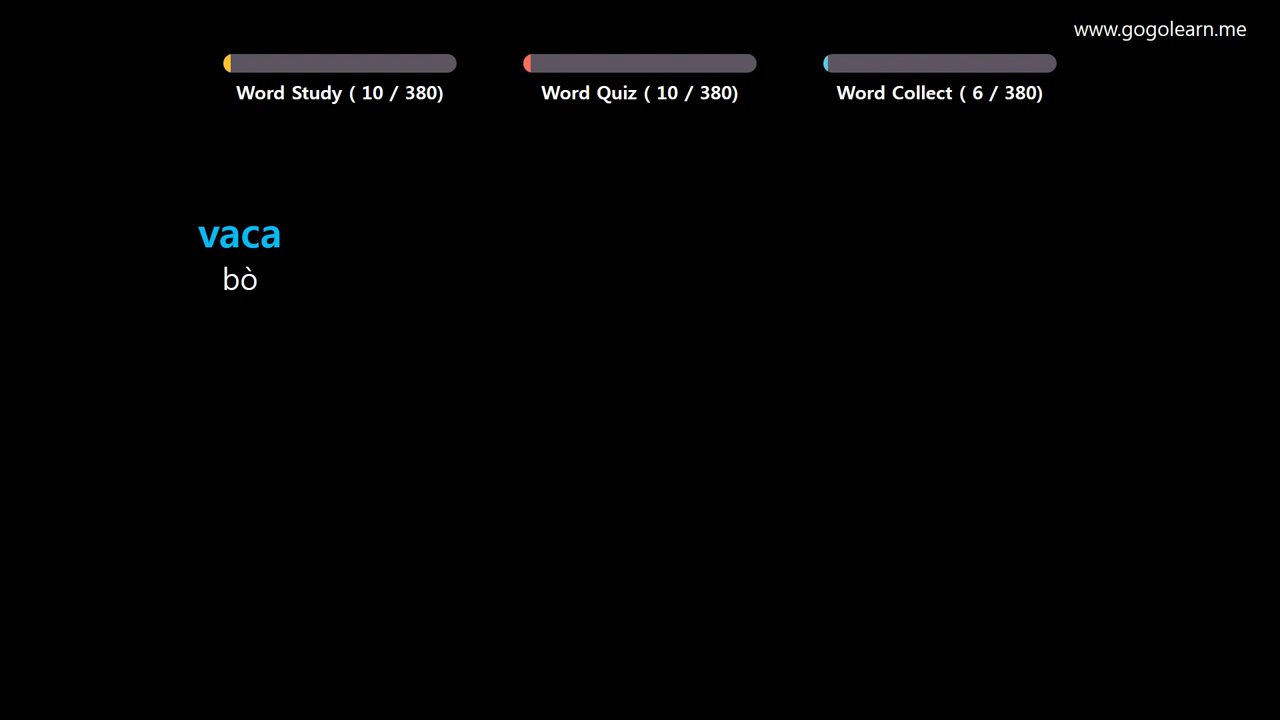 www.gogolearn.me
Word Study ( 10 / 380)
Word Quiz ( 10 / 380)
Word Collect ( 6 / 380)
vaca
bò